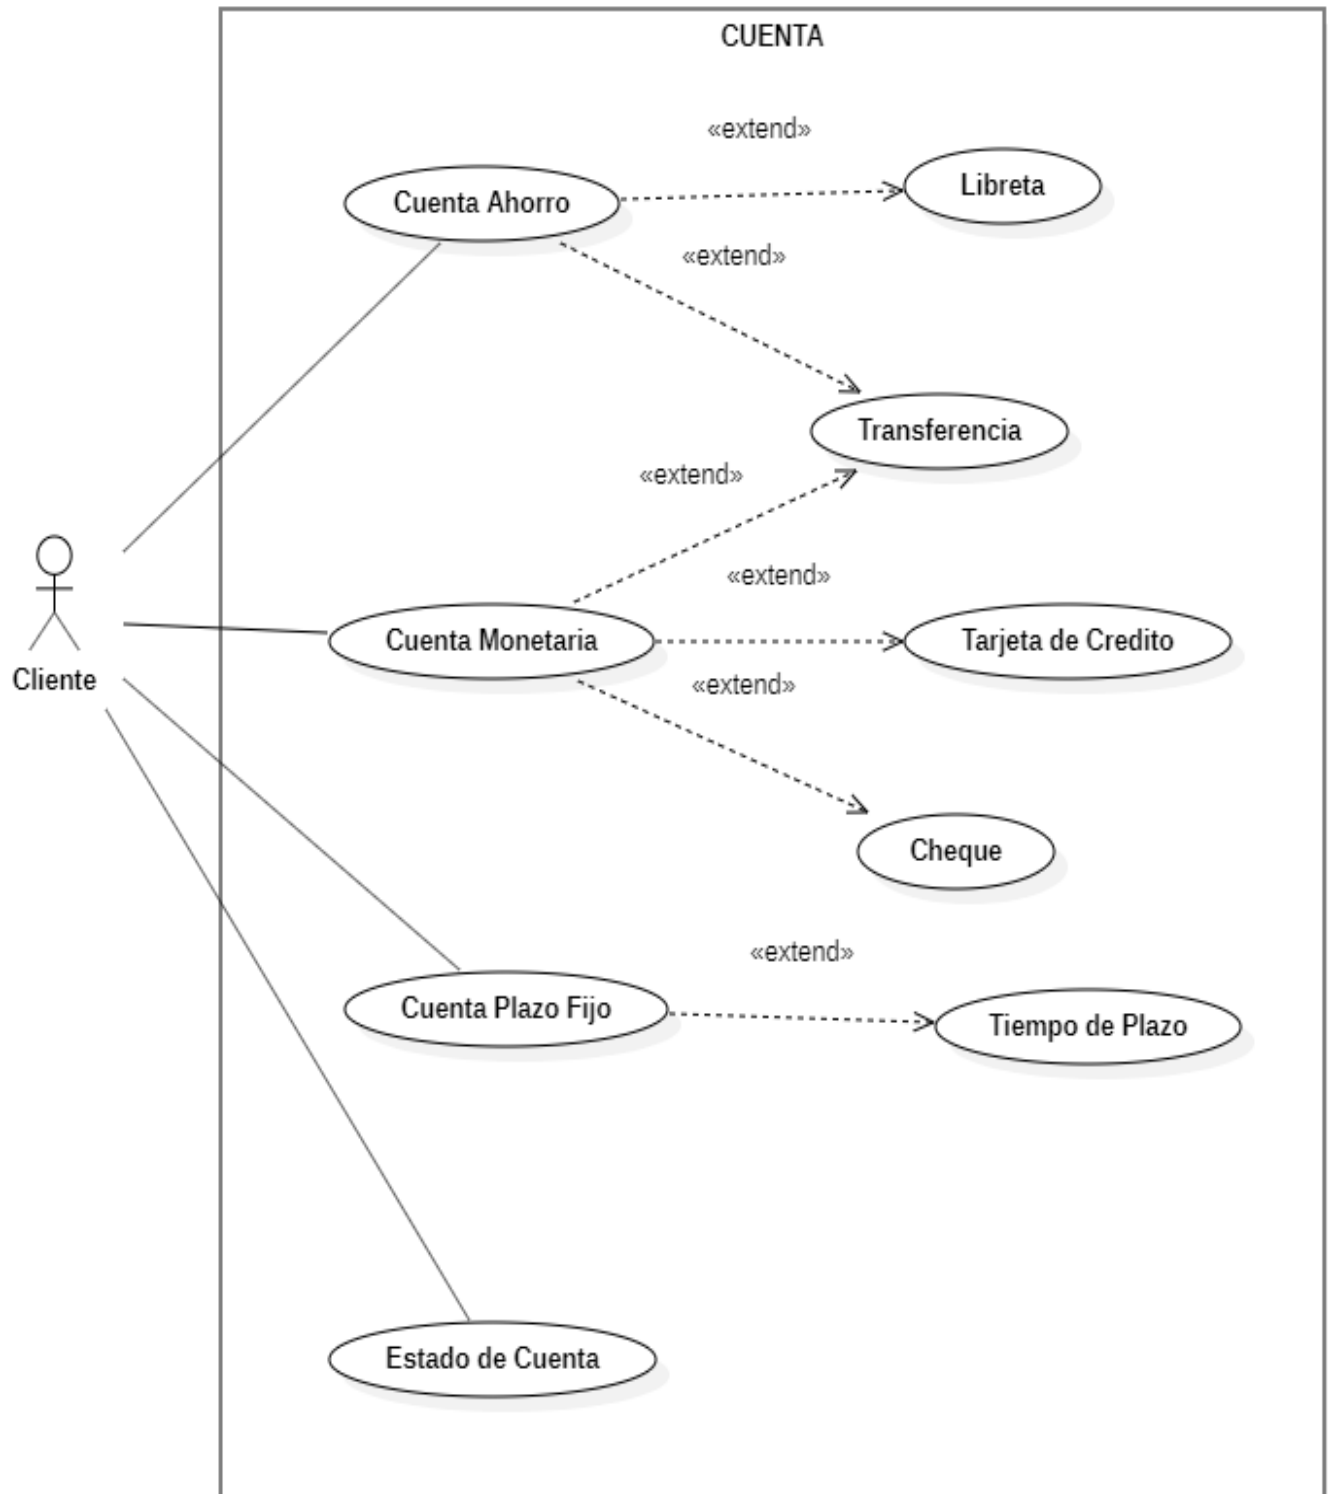 CUENTA
«extend»
Cuenta Ahorro
Libreta
«extend»
Transferencia
«extend»
«extend»
Cuenta Monetaria
Tarjeta de Credito
Cliente
«extend»
Cheque
«extend»
Cuenta Plazo Fijo
Tiempo de Plazo
Estado de Cuenta